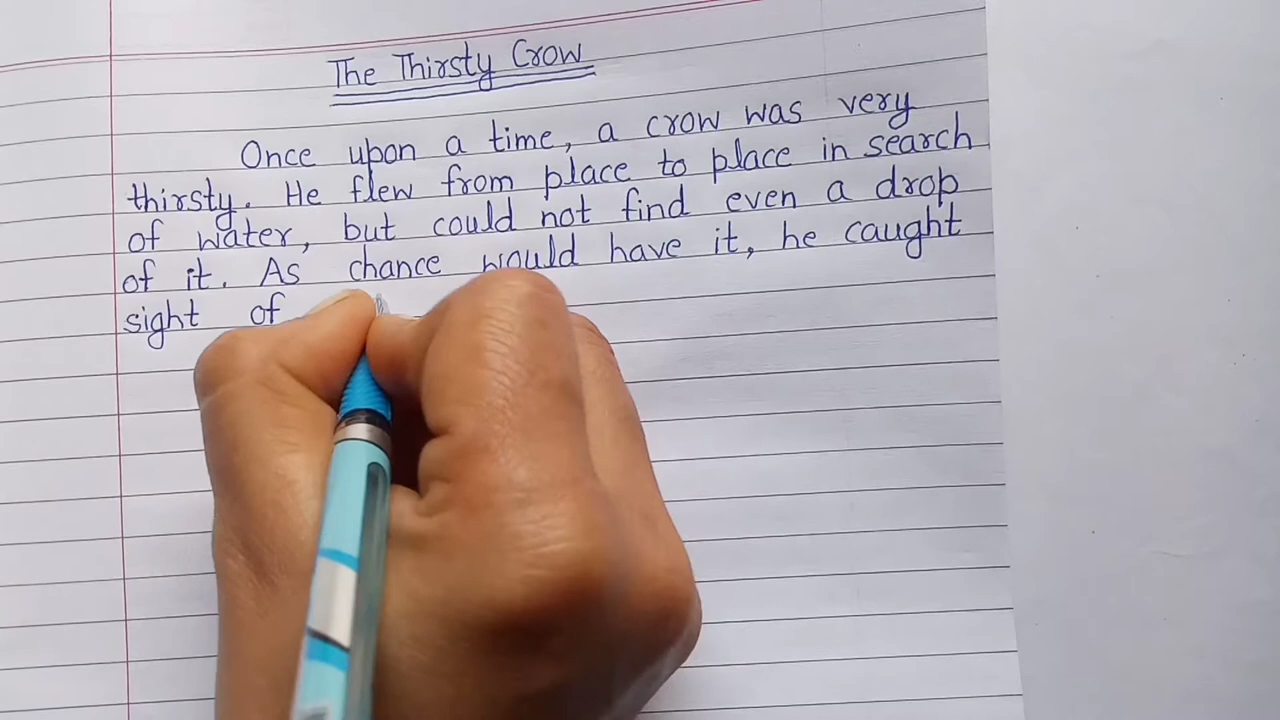 The Thirsty Crow
Once upon a time, a crow was very
thirsty. He flew from place to place in search
of water, but could not find even a drop
of it. As chance would have it, he caught
sight of